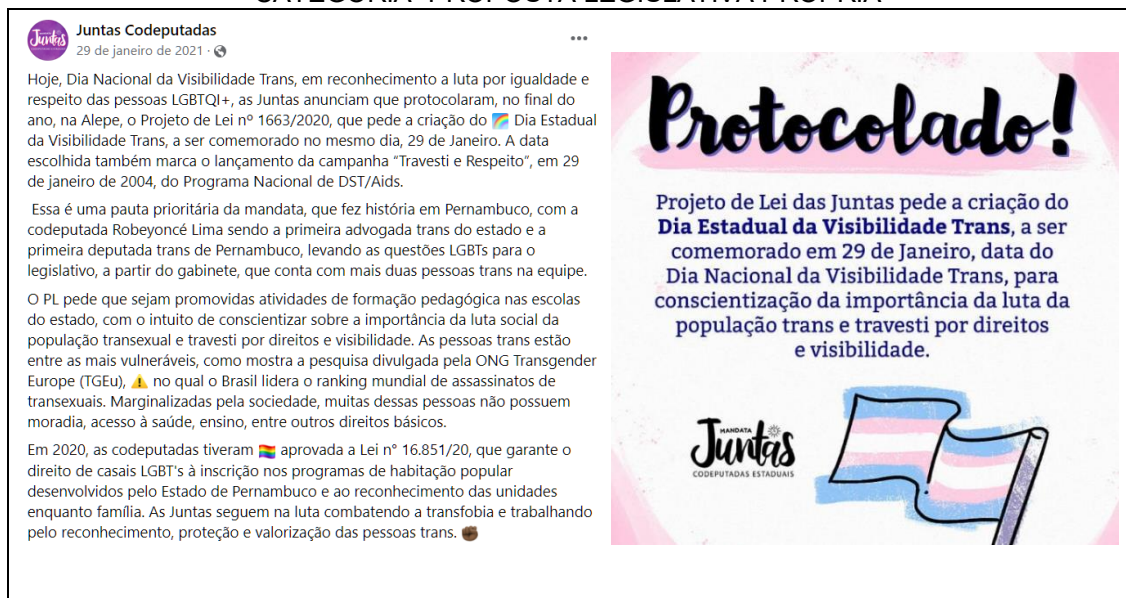 CATEGORIA "PROPOSTA LEGISLATIVA PRÓPRIA"
Juntas Codeputadas
29 de janeiro de 2021 ·
Hoje, Dia Nacional da Visibilidade Trans, em reconhecimento a luta por igualdade e
respeito das pessoas LGBTQI+, as Juntas anunciam que protocolaram, no final do
ano, na Alepe, o Projeto de Lei nº 1663/2020, que pede a criação do 🌈 Dia Estadual
da Visibilidade Trans, a ser comemorado no mesmo dia, 29 de Janeiro. A data
escolhida também marca o lançamento da campanha “Travesti e Respeito”, em 29
de janeiro de 2004, do Programa Nacional de DST/Aids.
Essa é uma pauta prioritária da mandata, que fez história em Pernambuco, com a
codeputada Robeyoncé Lima sendo a primeira advogada trans do estado e a
primeira deputada trans de Pernambuco, levando as questões LGBTs para o
legislativo, a partir do gabinete, que conta com mais duas pessoas trans na equipe.
O PL pede que sejam promovidas atividades de formação pedagógica nas escolas
do estado, com o intuito de conscientizar sobre a importância da luta social da
população transexual e travesti por direitos e visibilidade. As pessoas trans estão
entre as mais vulneráveis, como mostra a pesquisa divulgada pela ONG Transgender
Europe (TGEu), ⚠️ no qual o Brasil lidera o ranking mundial de assassinatos de
transexuais. Marginalizadas pela sociedade, muitas dessas pessoas não possuem
moradia, acesso à saúde, ensino, entre outros direitos básicos.
Em 2020, as codeputadas tiveram 🏳️‍🌈 aprovada a Lei n° 16.851/20, que garante o
direito de casais LGBT's à inscrição nos programas de habitação popular
desenvolvidos pelo Estado de Pernambuco e ao reconhecimento das unidades
enquanto família. As Juntas seguem na luta combatendo a transfobia e trabalhando
pelo reconhecimento, proteção e valorização das pessoas trans. ✊🏿
Protocolado!
Projeto de Lei das Juntas pede a criação do
Dia Estadual da Visibilidade Trans, a ser
comemorado em 29 de Janeiro, data do
Dia Nacional da Visibilidade Trans, para
conscientização da importância da luta da
população trans e travesti por direitos
e visibilidade.
MANDATA
Juntas
CODEPUTADAS ESTADUAIS